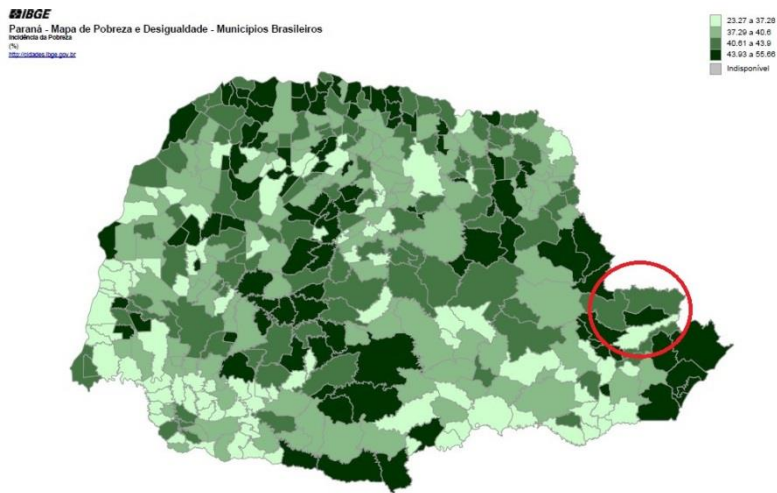 IBGE
Paraná - Mapa de Pobreza e Desigualdade - Municípios Brasileiros
Incidência da Pobreza
(%)
http://cidades.ibge.gov.br
23.27 a 37.28
37.29 a 40.6
40.61 a 43.9
43.93 a 55.66
Indisponível